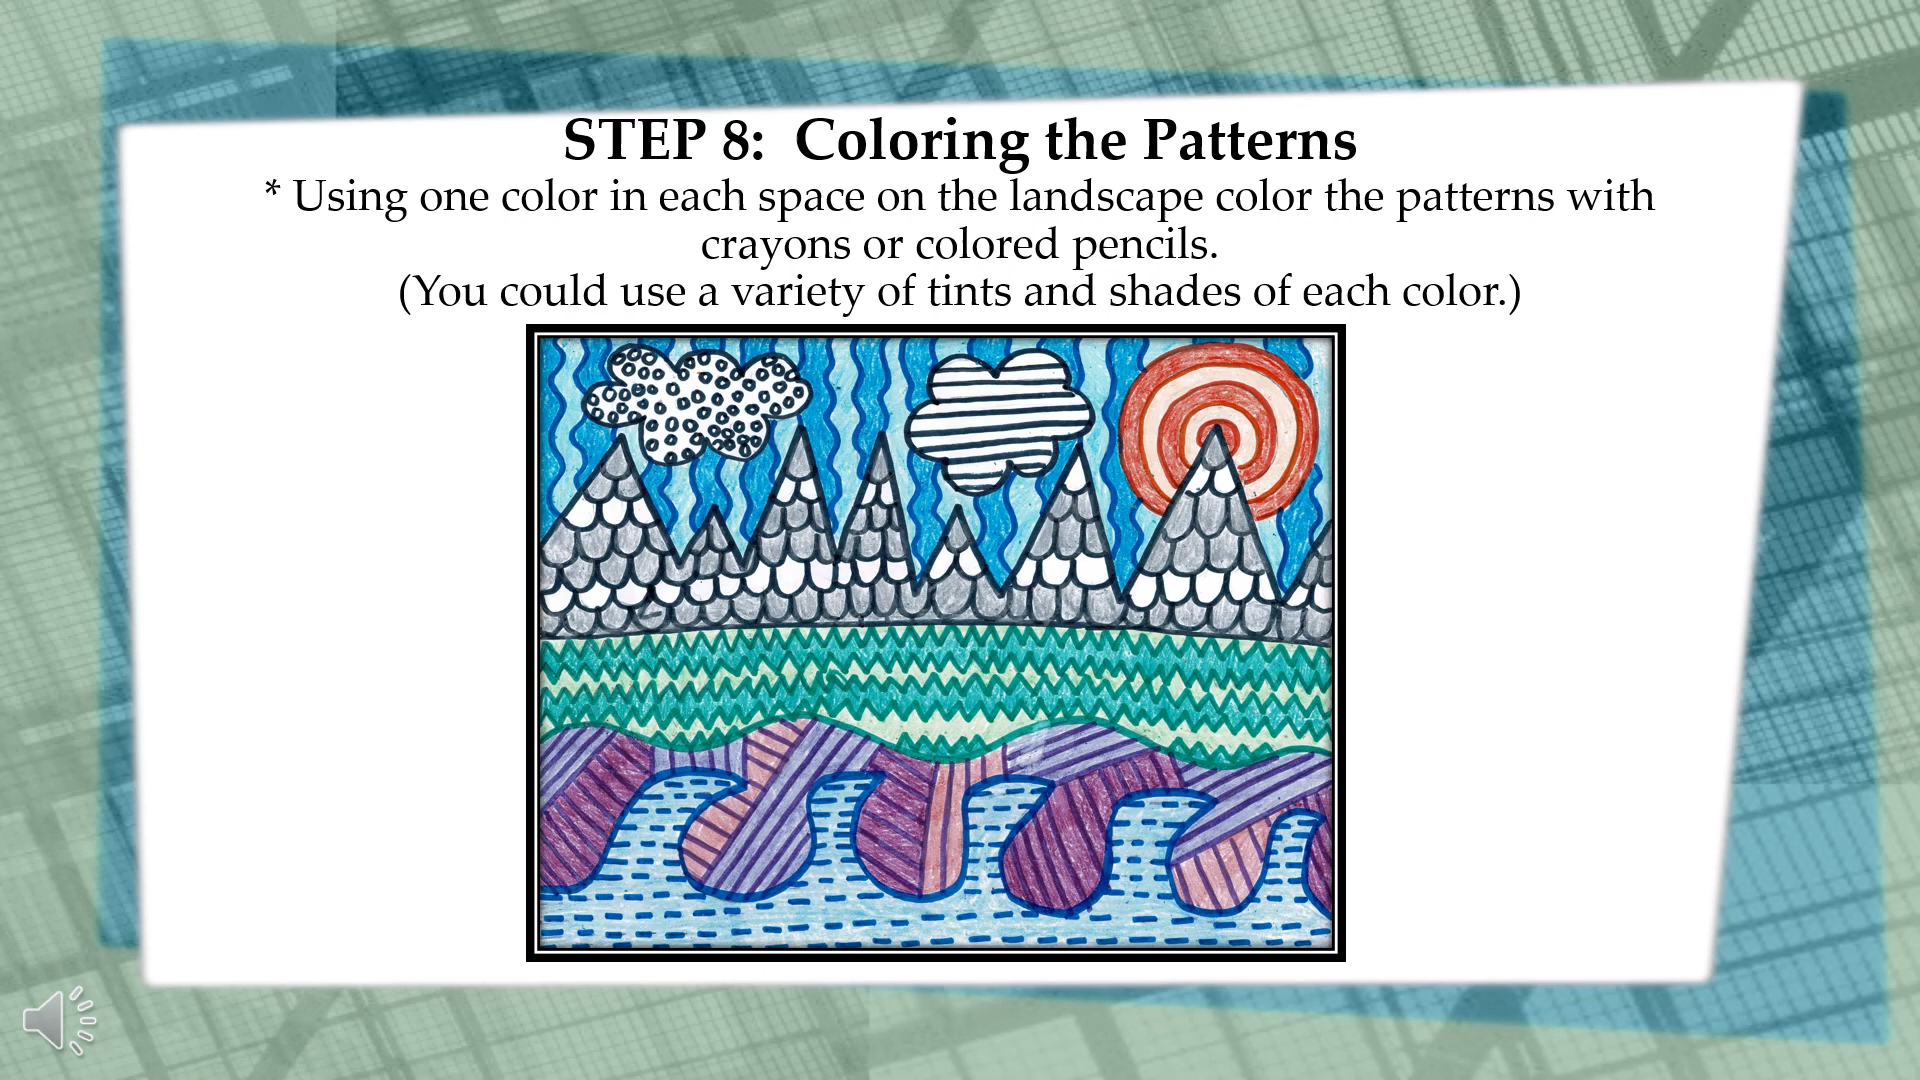 STEP 8:  Coloring the Patterns
* Using one color in each space on the landscape color the patterns with
crayons or colored pencils.
(You could use a variety of tints and shades of each color.)